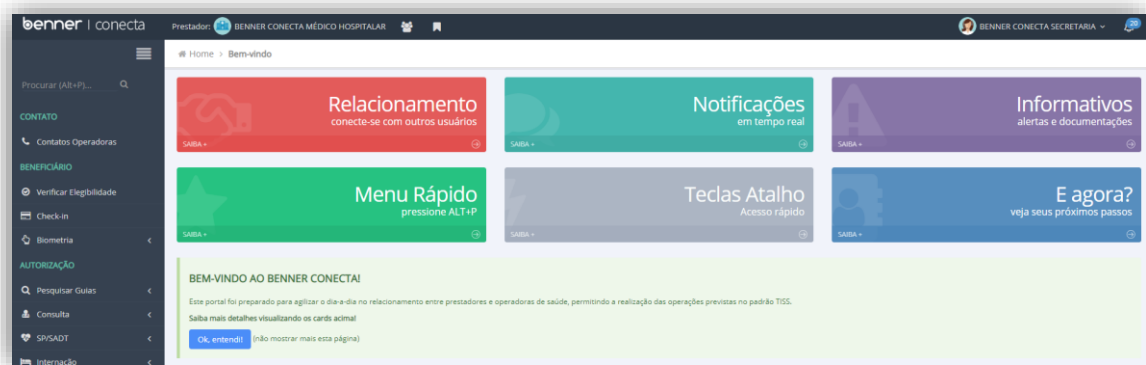 benner | conecta
Prestador: BENNER CONECTA MÉDICO HOSPITALAR
BENNER CONECTA SECRETARIA
20
Home > Bem-vindo
Procurar (Alt+P)...
CONTATO
Contatos Operadoras
BENEFICIÁRIO
Verificar Elegibilidade
Check-in
Biometria
AUTORIZAÇÃO
Pesquisar Guias
Consulta
SP/SADT
Internação
Relacionamento
conecte-se com outros usuários
SAIBA +
Notificações
em tempo real
SAIBA +
Informativos
alertas e documentações
SAIBA +
Menu Rápido
pressione ALT+P
SAIBA +
Teclas Atalho
Acesso rápido
SAIBA +
E agora?
veja seus próximos passos
SAIBA +
BEM-VINDO AO BENNER CONECTA!
Este portal foi preparado para agilizar o dia-a-dia no relacionamento entre prestadores e operadoras de saúde, permitindo a realização das operações previstas no padrão TISS.
Saiba mais detalhes visualizando os cards acima!
Ok, entendi! (não mostrar mais esta página)